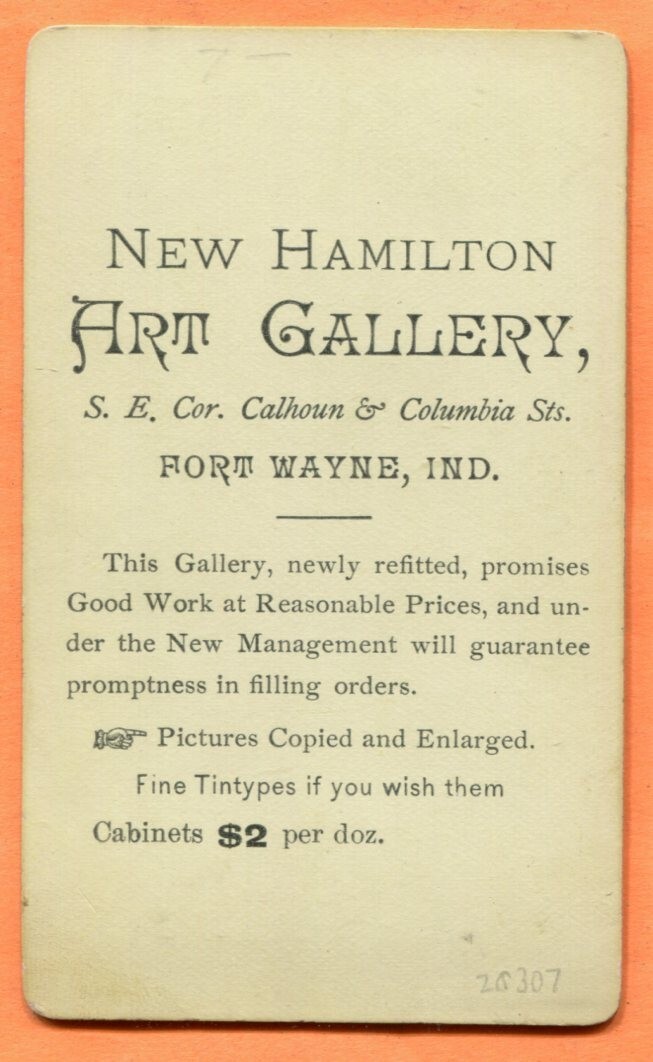 NEW HAMILTON
ART GALLERY,
S. E. Cor. Calhoun & Columbia Sts.
FORT WAYNE, IND.
This Gallery, newly refitted, promises
Good Work at Reasonable Prices, and un-
der the New Management will guarantee
promptness in filling orders.
☞ Pictures Copied and Enlarged.
Fine Tintypes if you wish them
Cabinets $2 per doz.